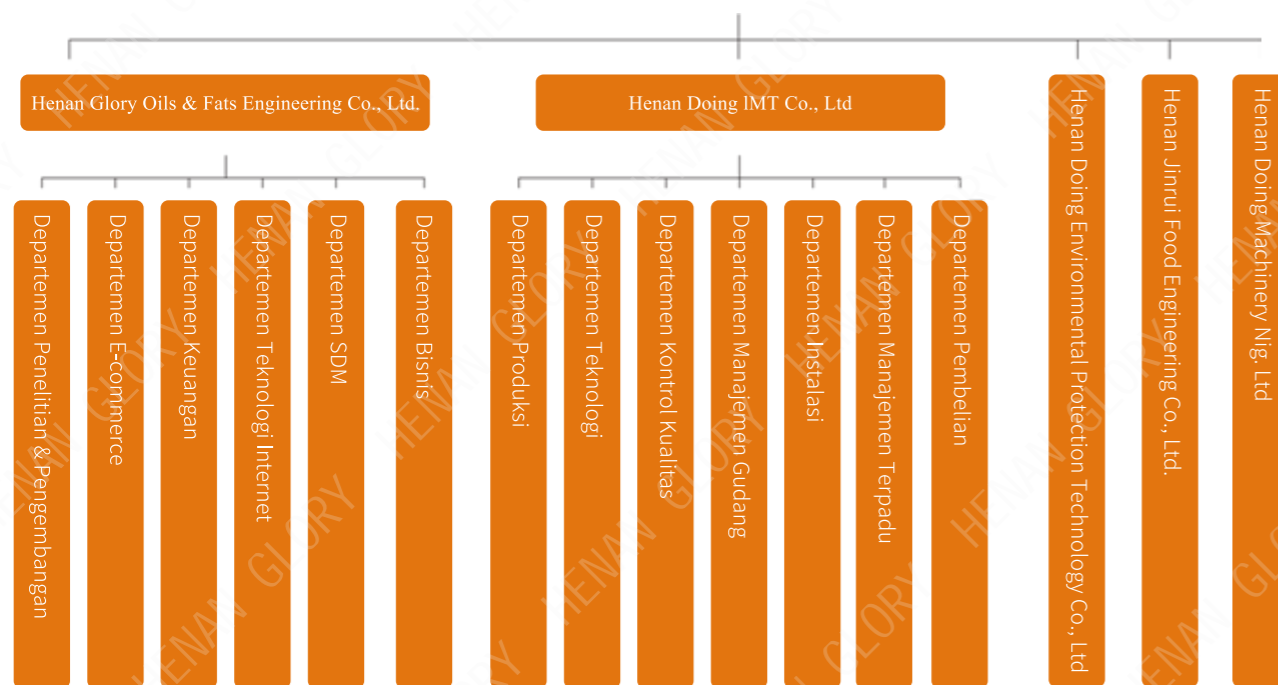 Henan Glory Oils & Fats Engineering Co., Ltd.
Henan Doing lMT Co., Ltd
Departemen Penelitian & Pengembangan
Departemen E-commerce
Departemen Keuangan
Departemen Teknologi Internet
Departemen SDM
Departemen Bisnis
Departemen Produksi
Departemen Teknologi
Departemen Kontrol Kualitas
Departemen Manajemen Gudang
Departemen Instalasi
Departemen Manajemen Terpadu
Departemen Pembelian
Henan Doing Environmental Protection Technology Co., Ltd
Henan Jinrui Food Engineering Co., Ltd.
Henan Doing Machinery Nig. Ltd
HENAN GLORY